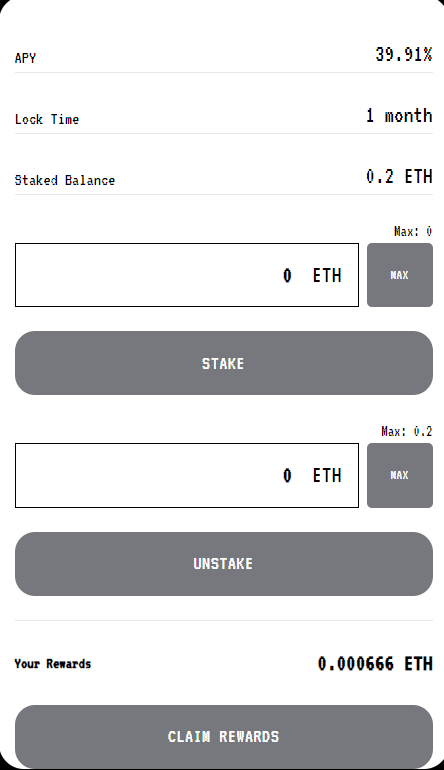 APY 39.91%
Lock Time 1 month
Staked Balance 0.2 ETH
Max: 0
0 ETH MAX
STAKE
Max: 0.2
0 ETH MAX
UNSTAKE
Your Rewards 0.000666 ETH
CLAIM REWARDS